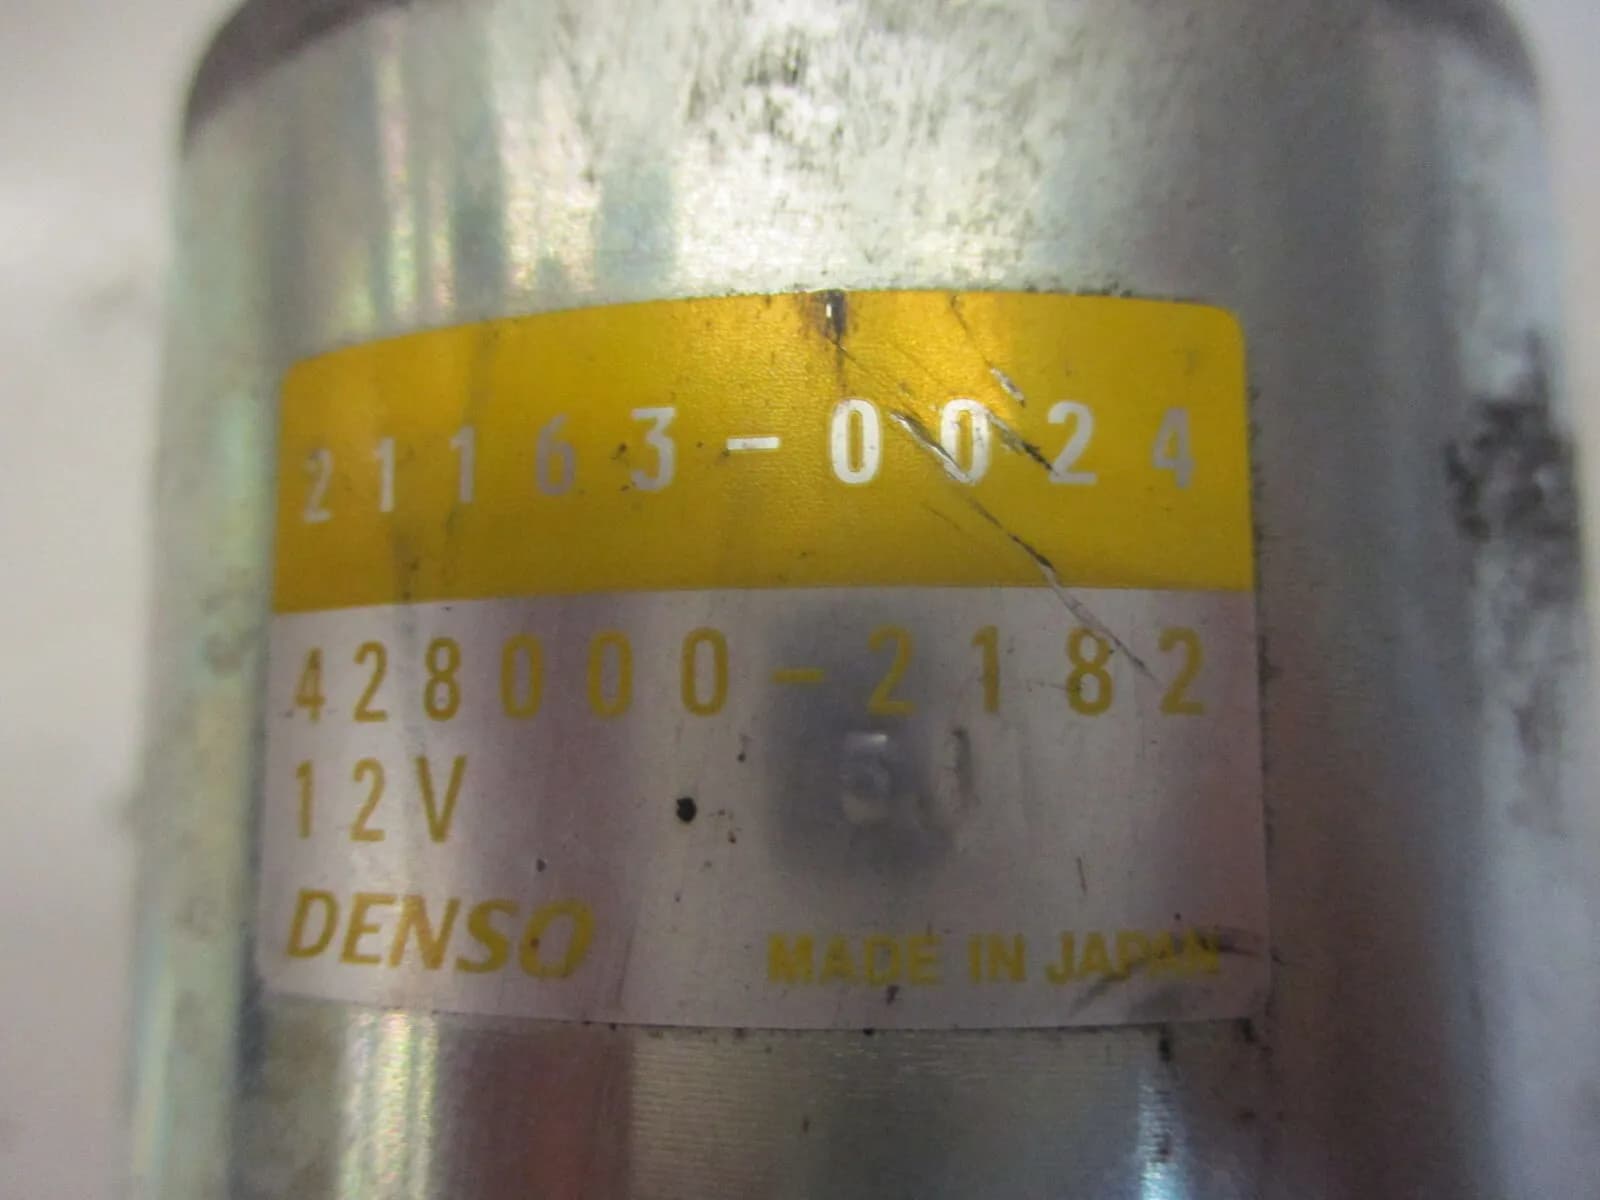 21163-0024
428000-2182
12V
DENSO MADE IN JAPAN